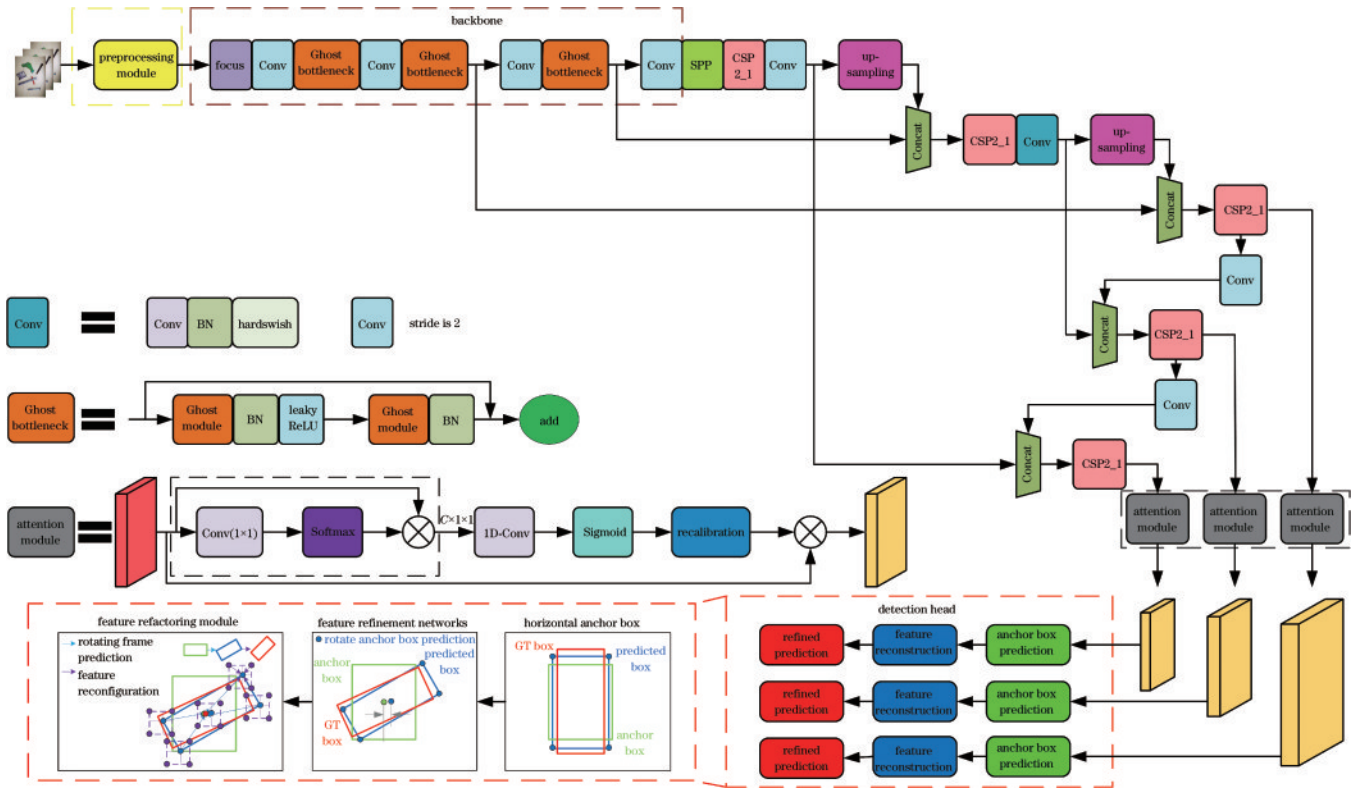 backbone
preprocessing
module
focus
Conv
Ghost
bottleneck
Conv
Ghost
bottleneck
Conv
Ghost
bottleneck
Conv
SPP
CSP
2_1
Conv
up-
sampling
Concat
CSP2_1
Conv
up-
sampling
Concat
CSP2_1
Conv
Concat
CSP2_1
Conv
Concat
CSP2_1
attention
module
attention
module
attention
module
Conv
Conv
BN
hardswish
Conv
stride is 2
Ghost
bottleneck
Ghost
module
BN
leaky
ReLU
Ghost
module
BN
add
attention
module
Conv(1×1)
Softmax
C×1×1
1D-Conv
Sigmoid
recalibration
feature refactoring module
rotating frame
prediction
feature
reconfiguration
feature refinement networks
rotate anchor box prediction
predicted
box
anchor
box
GT
box
horizontal anchor box
GT box
predicted
box
anchor
box
detection head
refined
prediction
feature
reconstruction
anchor box
prediction
refined
prediction
feature
reconstruction
anchor box
prediction
refined
prediction
feature
reconstruction
anchor box
prediction